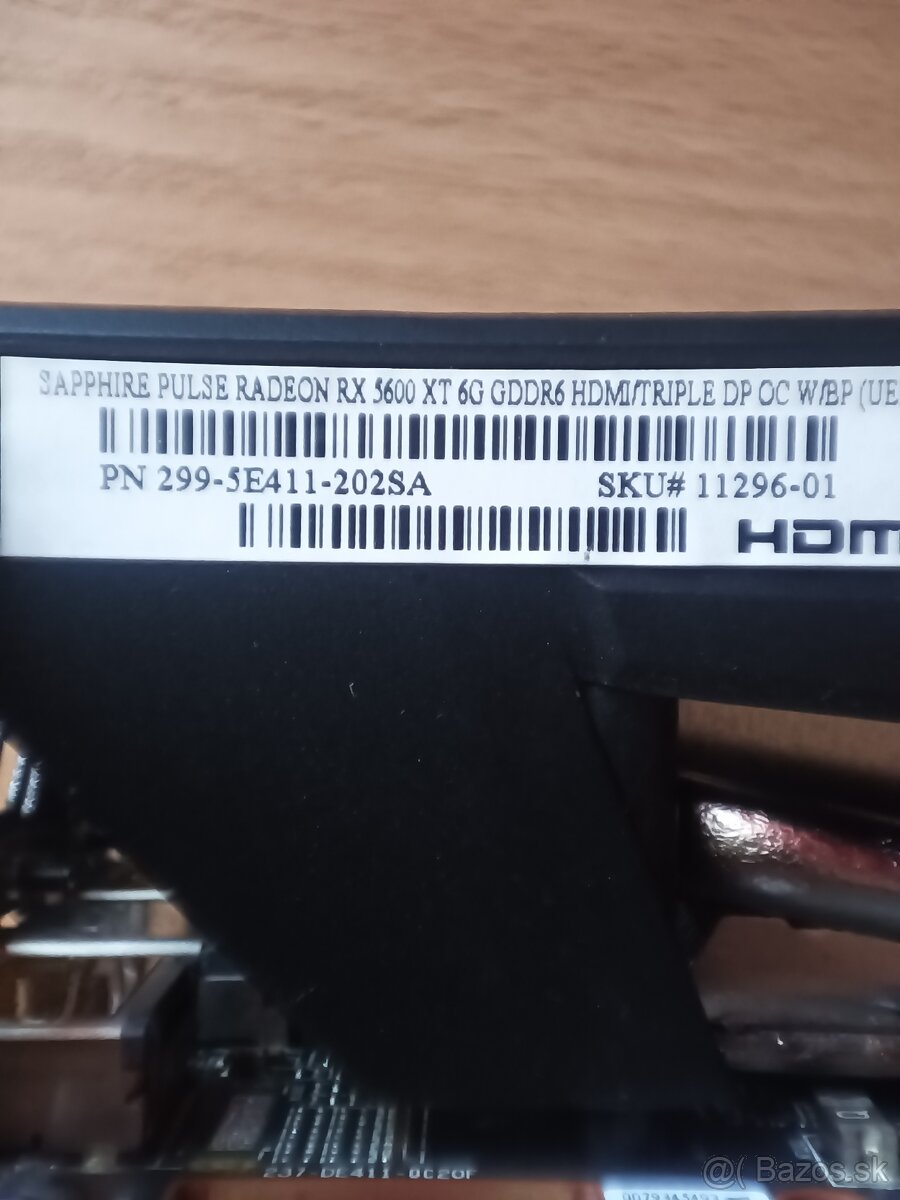 SAPPHIRE PULSE RADEON RX 5600 XT 6G GDDR6 HDMI/TRIPLE DP OC W/BP (UE
PN 299-5E411-202SA SKU# 11296-01
HDM
@( Bazos.sk